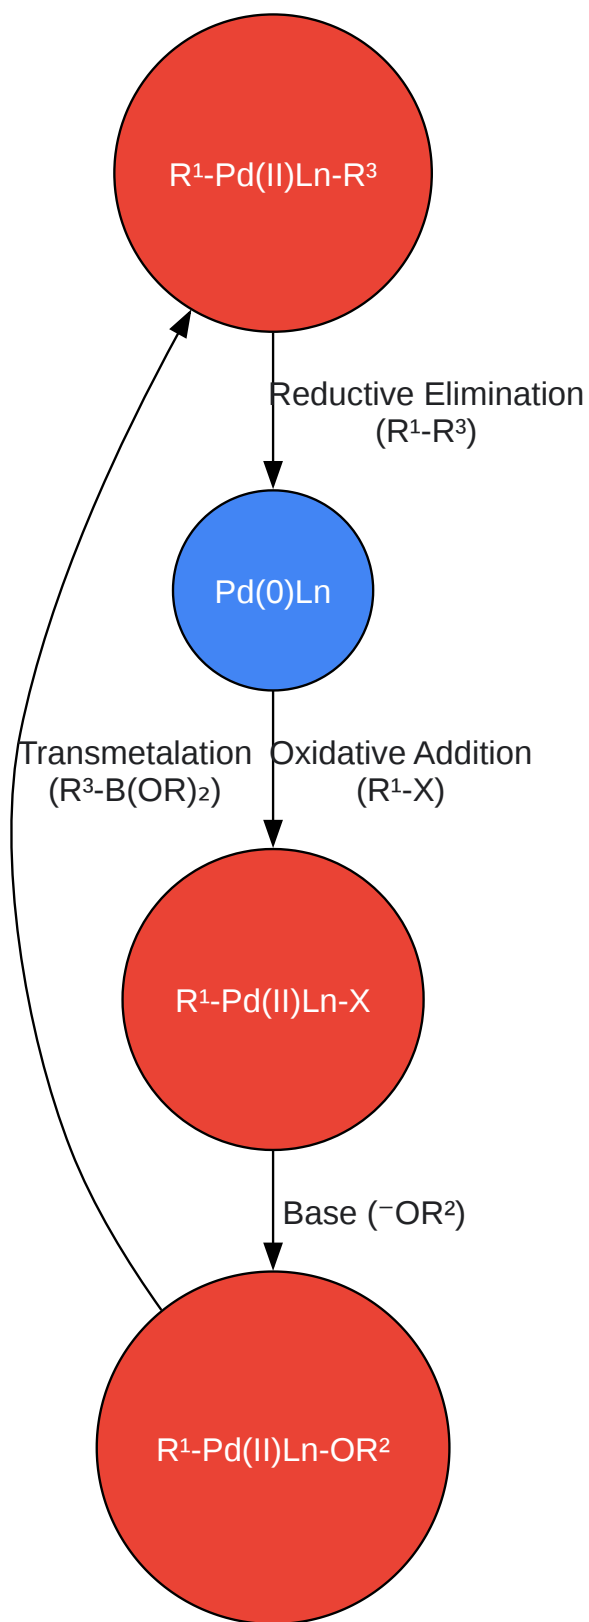 R¹-Pd(II)Ln-R³
Reductive Elimination
(R¹-R³)
Pd(0)Ln
Transmetalation
(R³-B(OR)₂)
Oxidative Addition
(R¹-X)
R¹-Pd(II)Ln-X
Base (⁻OR²)
R¹-Pd(II)Ln-OR²